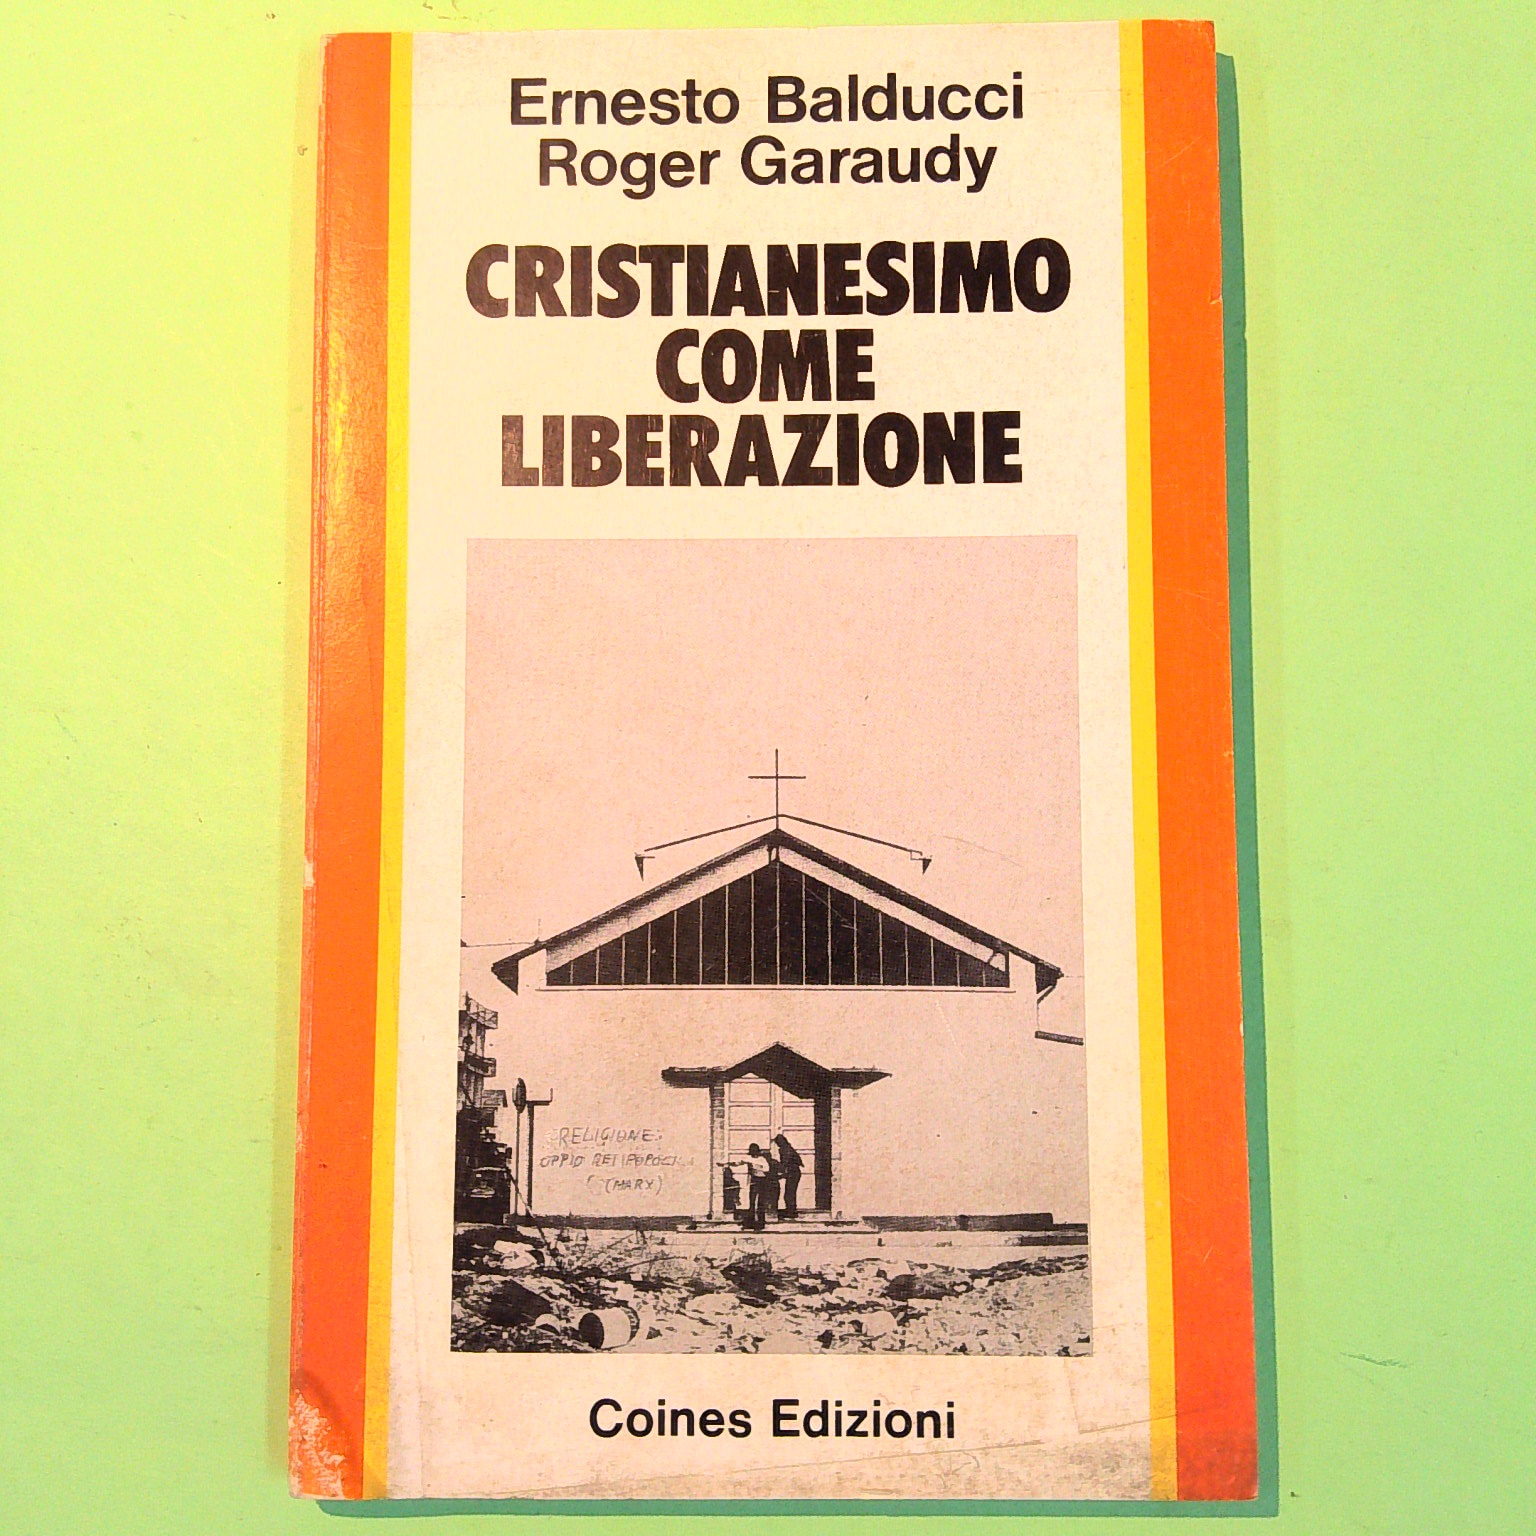 Ernesto Balducci
Roger Garaudy
CRISTIANESIMO
COME
LIBERAZIONE
RELIGIONE:
OPPIO DEI POPOLI
(MARX)
Coines Edizioni